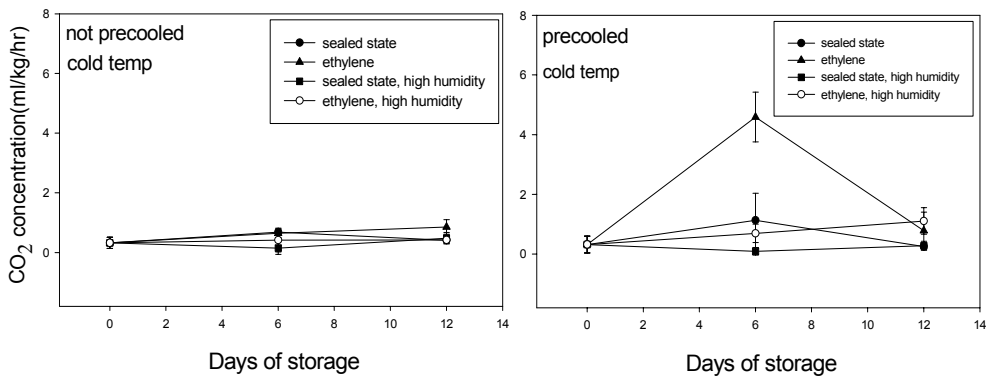 not precooled
cold temp
sealed state
ethylene
sealed state, high humidity
ethylene, high humidity
CO2 concentration(ml/kg/hr)
8
6
4
2
0
0 2 4 6 8 10 12 14
Days of storage
precooled
cold temp
sealed state
ethylene
sealed state, high humidity
ethylene, high humidity
8
6
4
2
0
0 2 4 6 8 10 12 14
Days of storage